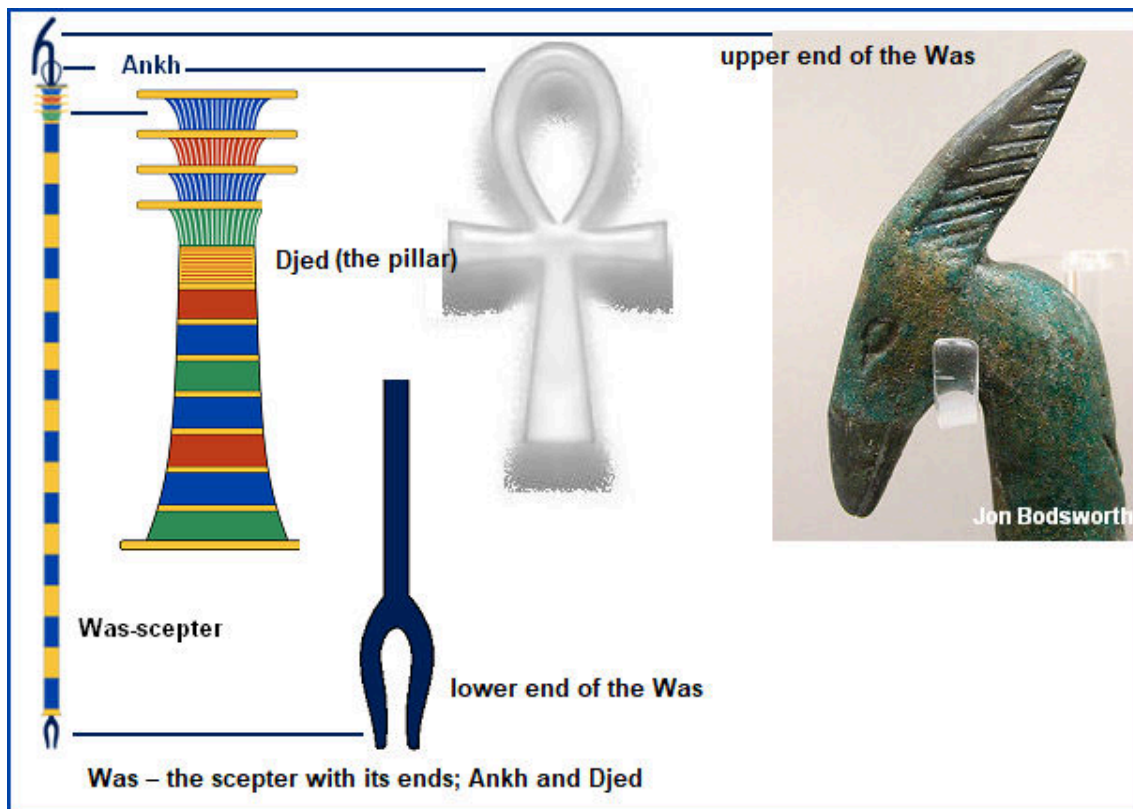 upper end of the Was
Ankh
Djed (the pillar)
Jon Bodsworth
Was-scepter
lower end of the Was
Was – the scepter with its ends; Ankh and Djed